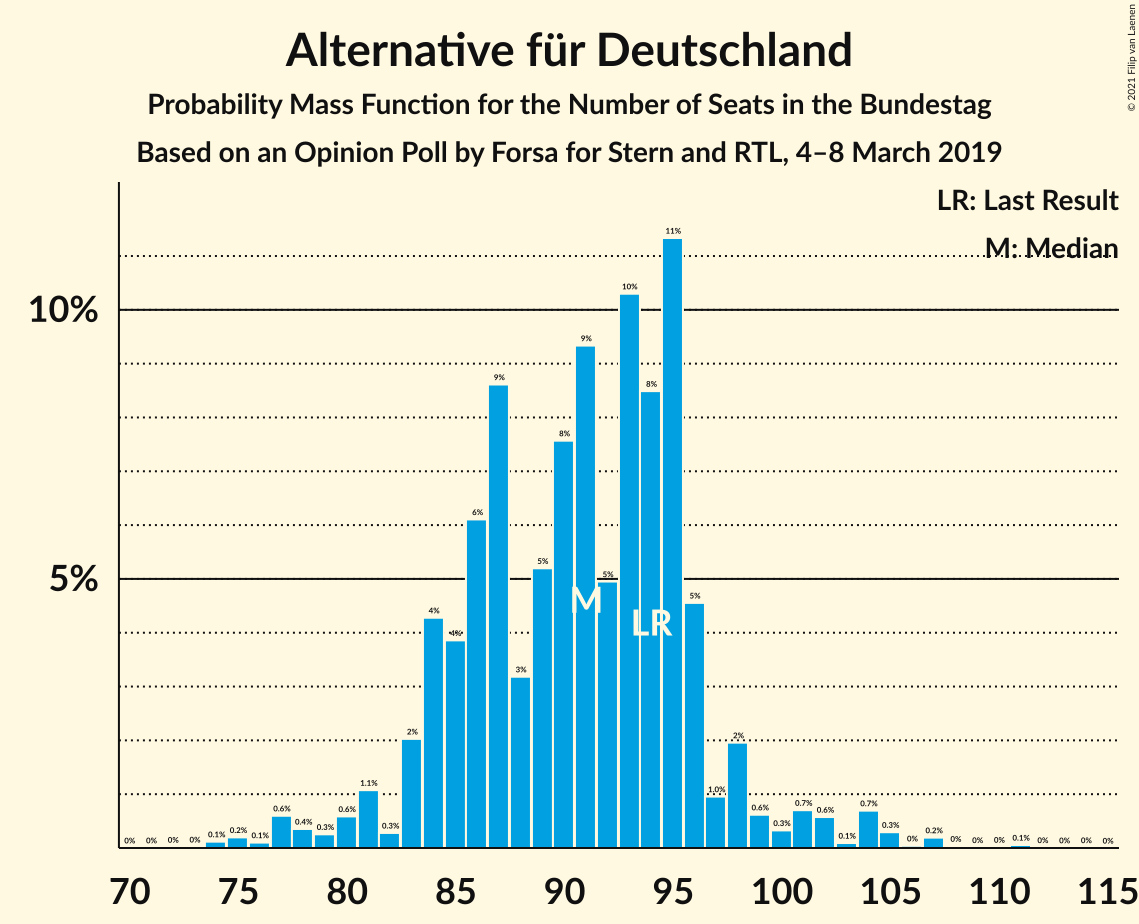 Alternative für Deutschland
Probability Mass Function for the Number of Seats in the Bundestag
Based on an Opinion Poll by Forsa for Stern and RTL, 4–8 March 2019
© 2021 Filip van Laenen
LR: Last Result
M: Median
10%
5%
0% 0% 0% 0% 0.1% 0.2% 0.1% 0.6% 0.4% 0.3% 0.6% 1.1% 0.3% 2% 4% 4% 6% 9% 3% 5% 8% 9% 5% 10% 8% 11% 5% 1.0% 2% 0.6% 0.3% 0.7% 0.6% 0.1% 0.7% 0.3% 0% 0.2% 0% 0% 0% 0.1% 0% 0% 0% 0%
M
LR
70 75 80 85 90 95 100 105 110 115